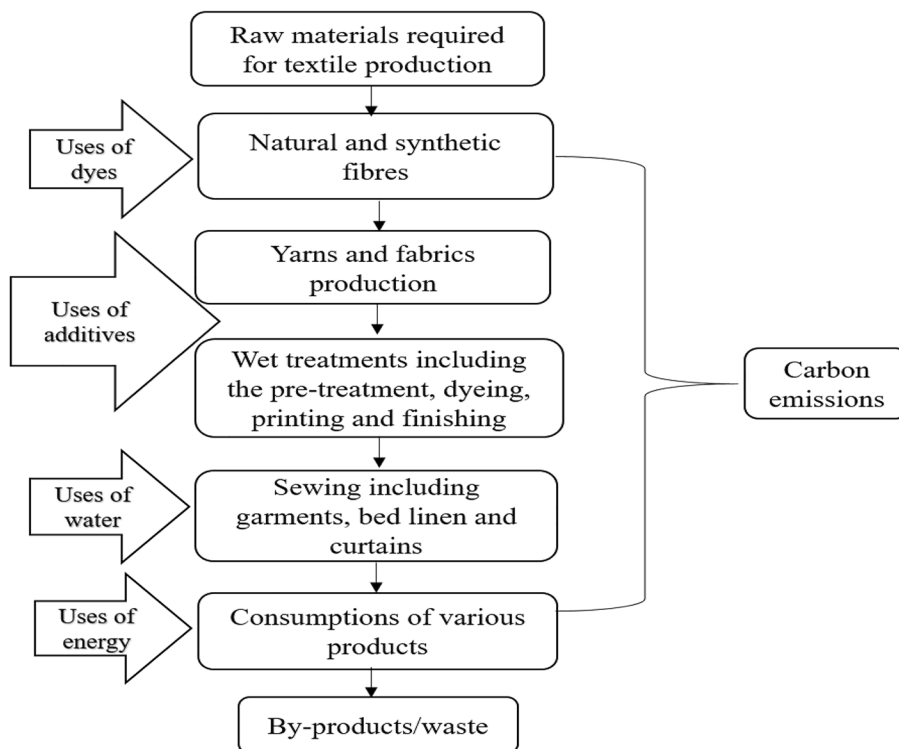 Raw materials required
for textile production
Uses of
dyes
Natural and synthetic
fibres
Yarns and fabrics
production
Uses of
additives
Wet treatments including
the pre-treatment, dyeing,
printing and finishing
Carbon
emissions
Uses of
water
Sewing including
garments, bed linen and
curtains
Uses of
energy
Consumptions of various
products
By-products/waste